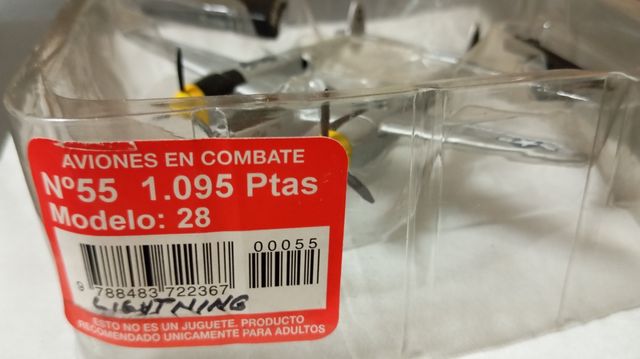 AVIONES EN COMBATE
Nº55 1.095 Ptas
Modelo: 28
00055
9 788483 722367
LIGHTNING
ESTO NO ES UN JUGUETE. PRODUCTO
RECOMENDADO UNICAMENTE PARA ADULTOS